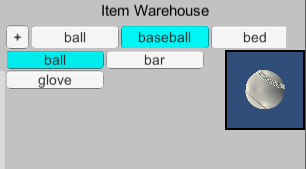 Item Warehouse
+ ball baseball bed
ball bar
glove